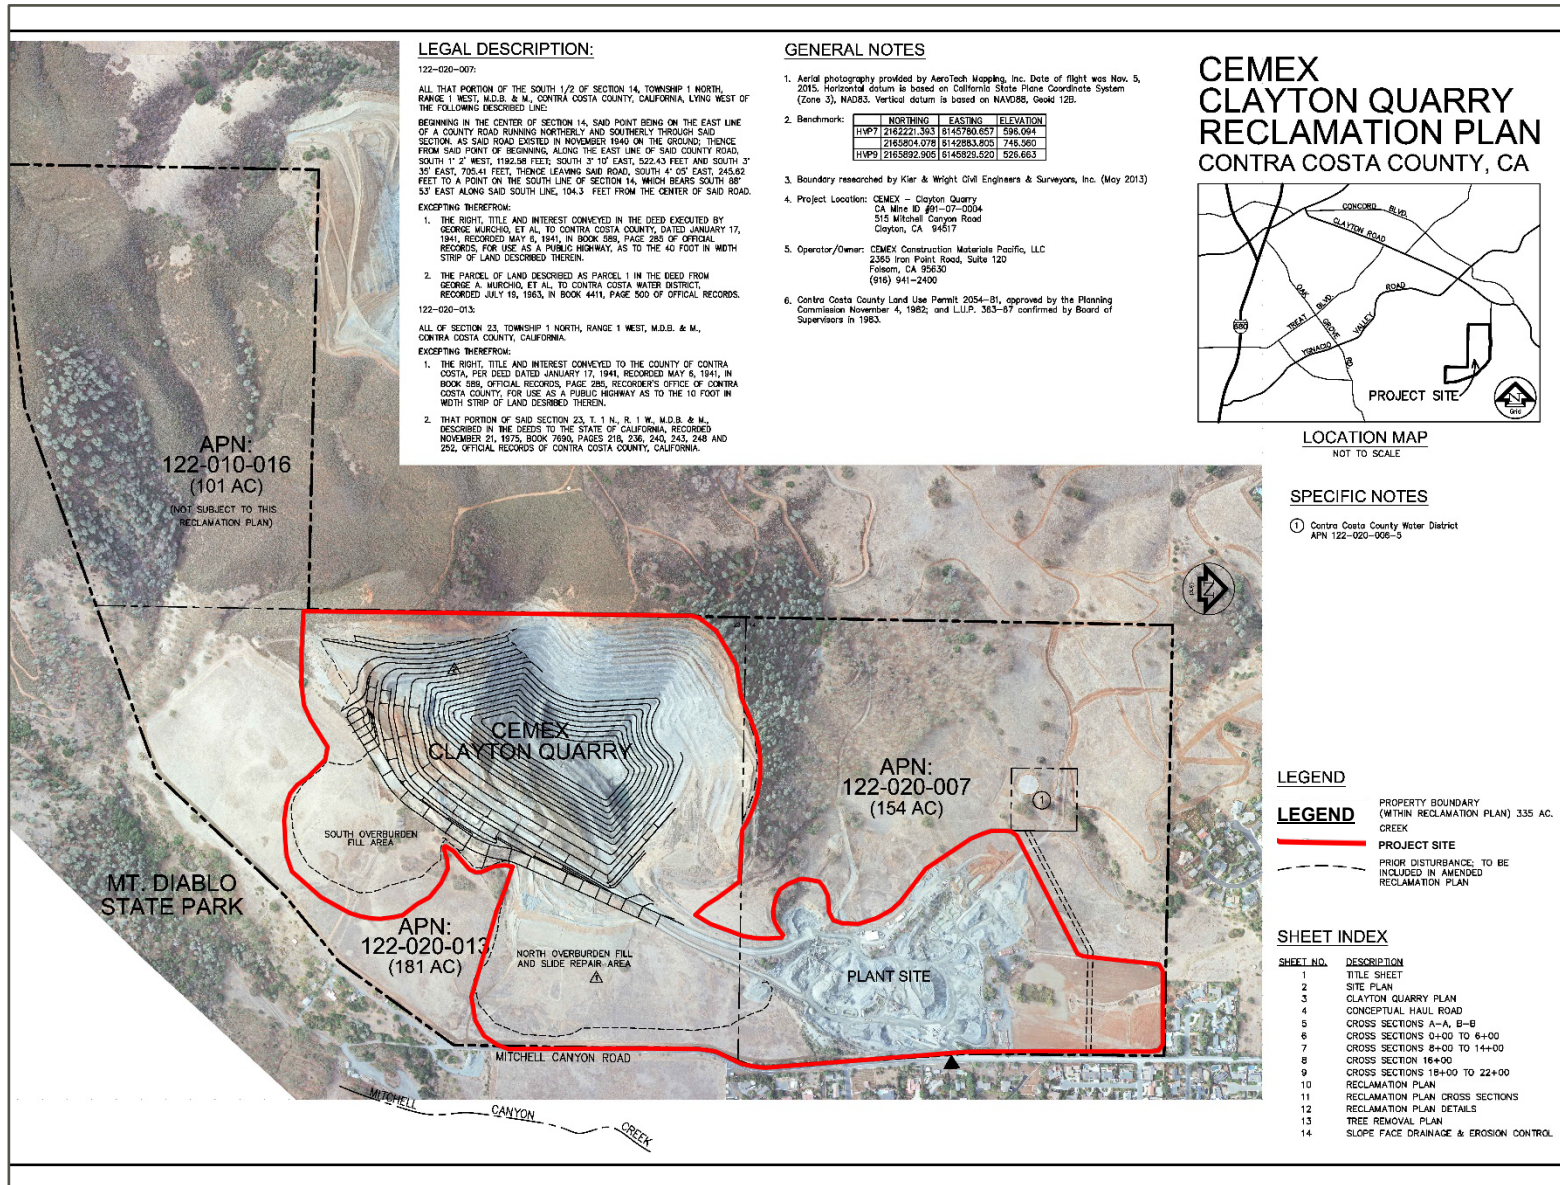 LEGAL DESCRIPTION:
122-020-007:
ALL THAT PORTION OF THE SOUTH 1/2 OF SECTION 14, TOWNSHIP 1 NORTH,
RANGE 1 WEST, M.D.B. & M., CONTRA COSTA COUNTY, CALIFORNIA, LYING WEST OF
THE FOLLOWING DESCRIBED LINE:
BEGINNING IN THE CENTER OF SECTION 14, SAID POINT BEING ON THE EAST LINE
OF A COUNTY ROAD RUNNING NORTHERLY AND SOUTHERLY THROUGH SAID
SECTION, AS SAID ROAD EXISTED IN NOVEMBER 1940 ON THE GROUND; THENCE
FROM SAID POINT OF BEGINNING, ALONG THE EAST LINE OF SAID COUNTY ROAD,
SOUTH 1° 2' WEST, 1192.58 FEET; SOUTH 3° 10' EAST, 522.43 FEET AND SOUTH 3°
35' EAST, 705.41 FEET, THENCE LEAVING SAID ROAD, SOUTH 4° 05' EAST, 245.62
FEET TO A POINT ON THE SOUTH LINE OF SECTION 14, WHICH BEARS SOUTH 88°
53' EAST ALONG SAID SOUTH LINE, 104.3 FEET FROM THE CENTER OF SAID ROAD.
EXCEPTING THEREFROM:
1. THE RIGHT, TITLE AND INTEREST CONVEYED IN THE DEED EXECUTED BY
GEORGE MURCHIO, ET AL, TO CONTRA COSTA COUNTY, DATED JANUARY 17,
1941, RECORDED MAY 6, 1941, IN BOOK 589, PAGE 285 OF OFFICIAL
RECORDS, FOR USE AS A PUBLIC HIGHWAY, AS TO THE 40 FOOT IN WIDTH
STRIP OF LAND DESCRIBED THEREIN.
2. THE PARCEL OF LAND DESCRIBED AS PARCEL 1 IN THE DEED FROM
GEORGE A. MURCHIO, ET AL, TO CONTRA COSTA WATER DISTRICT,
RECORDED JULY 19, 1963, IN BOOK 4411, PAGE 500 OF OFFICAL RECORDS.
122-020-013:
ALL OF SECTION 23, TOWNSHIP 1 NORTH, RANGE 1 WEST, M.D.B. & M.,
CONTRA COSTA COUNTY, CALIFORNIA.
EXCEPTING THEREFROM:
1. THE RIGHT, TITLE AND INTEREST CONVEYED TO THE COUNTY OF CONTRA
COSTA, PER DEED DATED JANUARY 17, 1941, RECORDED MAY 6, 1941, IN
BOOK 589, OFFICIAL RECORDS, PAGE 285, RECORDER'S OFFICE OF CONTRA
COSTA COUNTY, FOR USE AS A PUBLIC HIGHWAY AS TO THE 10 FOOT IN
WIDTH STRIP OF LAND DESRIBED THEREIN.
2. THAT PORTION OF SAID SECTION 23, T. 1 N., R. 1 W., M.D.B. & M.,
DESCRIBED IN THE DEEDS TO THE STATE OF CALIFORNIA, RECORDED
NOVEMBER 21, 1975, BOOK 7690, PAGES 218, 236, 240, 243, 248 AND
252, OFFICIAL RECORDS OF CONTRA COSTA COUNTY, CALIFORNIA.
GENERAL NOTES
1. Aerial photography provided by AeroTech Mapping, Inc. Date of flight was Nov. 5,
2015. Horizontal datum is based on California State Plane Coordinate System
(Zone 3), NAD83. Vertical datum is based on NAVD88, Geoid 12B.
2. Benchmark:
NORTHING EASTING ELEVATION
HVP7 2162221.393 6145780.657 596.094
2165804.078 6142883.805 746.560
HVP9 2165892.905 6145829.520 526.663
3. Boundary researched by Kier & Wright Civil Engineers & Surveyors, Inc. (May 2013)
4. Project Location: CEMEX - Clayton Quarry
CA Mine ID #91-07-0004
515 Mitchell Canyon Road
Clayton, CA 94517
5. Operator/Owner: CEMEX Construction Materials Pacific, LLC
2365 Iron Point Road, Suite 120
Folsom, CA 95630
(916) 941-2400
6. Contra Costa County Land Use Permit 2054-81, approved by the Planning
Commission November 4, 1982; and L.U.P. 363-67 confirmed by Board of
Supervisors in 1983.
CEMEX
CLAYTON QUARRY
RECLAMATION PLAN
CONTRA COSTA COUNTY, CA
CONCORD BLVD.
CLAYTON ROAD
OAK GROVE RD.
TREAT BLVD.
YGNACIO VALLEY ROAD
680
PROJECT SITE
N
Grid
LOCATION MAP
NOT TO SCALE
SPECIFIC NOTES
1 Contra Costa County Water District
APN 122-020-006-5
N
Grid
APN:
122-010-016
(101 AC)
(NOT SUBJECT TO THIS
RECLAMATION PLAN)
CEMEX
CLAYTON QUARRY
APN:
122-020-007
(154 AC)
1
SOUTH OVERBURDEN
FILL AREA
MT. DIABLO
STATE PARK
APN:
122-020-013
(181 AC)
NORTH OVERBURDEN FILL
AND SLIDE REPAIR AREA
PLANT SITE
MITCHELL CANYON ROAD
MITCHELL CANYON CREEK
LEGEND
LEGEND
PROPERTY BOUNDARY
(WITHIN RECLAMATION PLAN) 335 AC.
CREEK
PROJECT SITE
PRIOR DISTURBANCE; TO BE
INCLUDED IN AMENDED
RECLAMATION PLAN
SHEET INDEX
SHEET NO. DESCRIPTION
1 TITLE SHEET
2 SITE PLAN
3 CLAYTON QUARRY PLAN
4 CONCEPTUAL HAUL ROAD
5 CROSS SECTIONS A-A, B-B
6 CROSS SECTIONS 0+00 TO 6+00
7 CROSS SECTIONS 8+00 TO 14+00
8 CROSS SECTION 16+00
9 CROSS SECTIONS 18+00 TO 22+00
10 RECLAMATION PLAN
11 RECLAMATION PLAN CROSS SECTIONS
12 RECLAMATION PLAN DETAILS
13 TREE REMOVAL PLAN
14 SLOPE FACE DRAINAGE & EROSION CONTROL